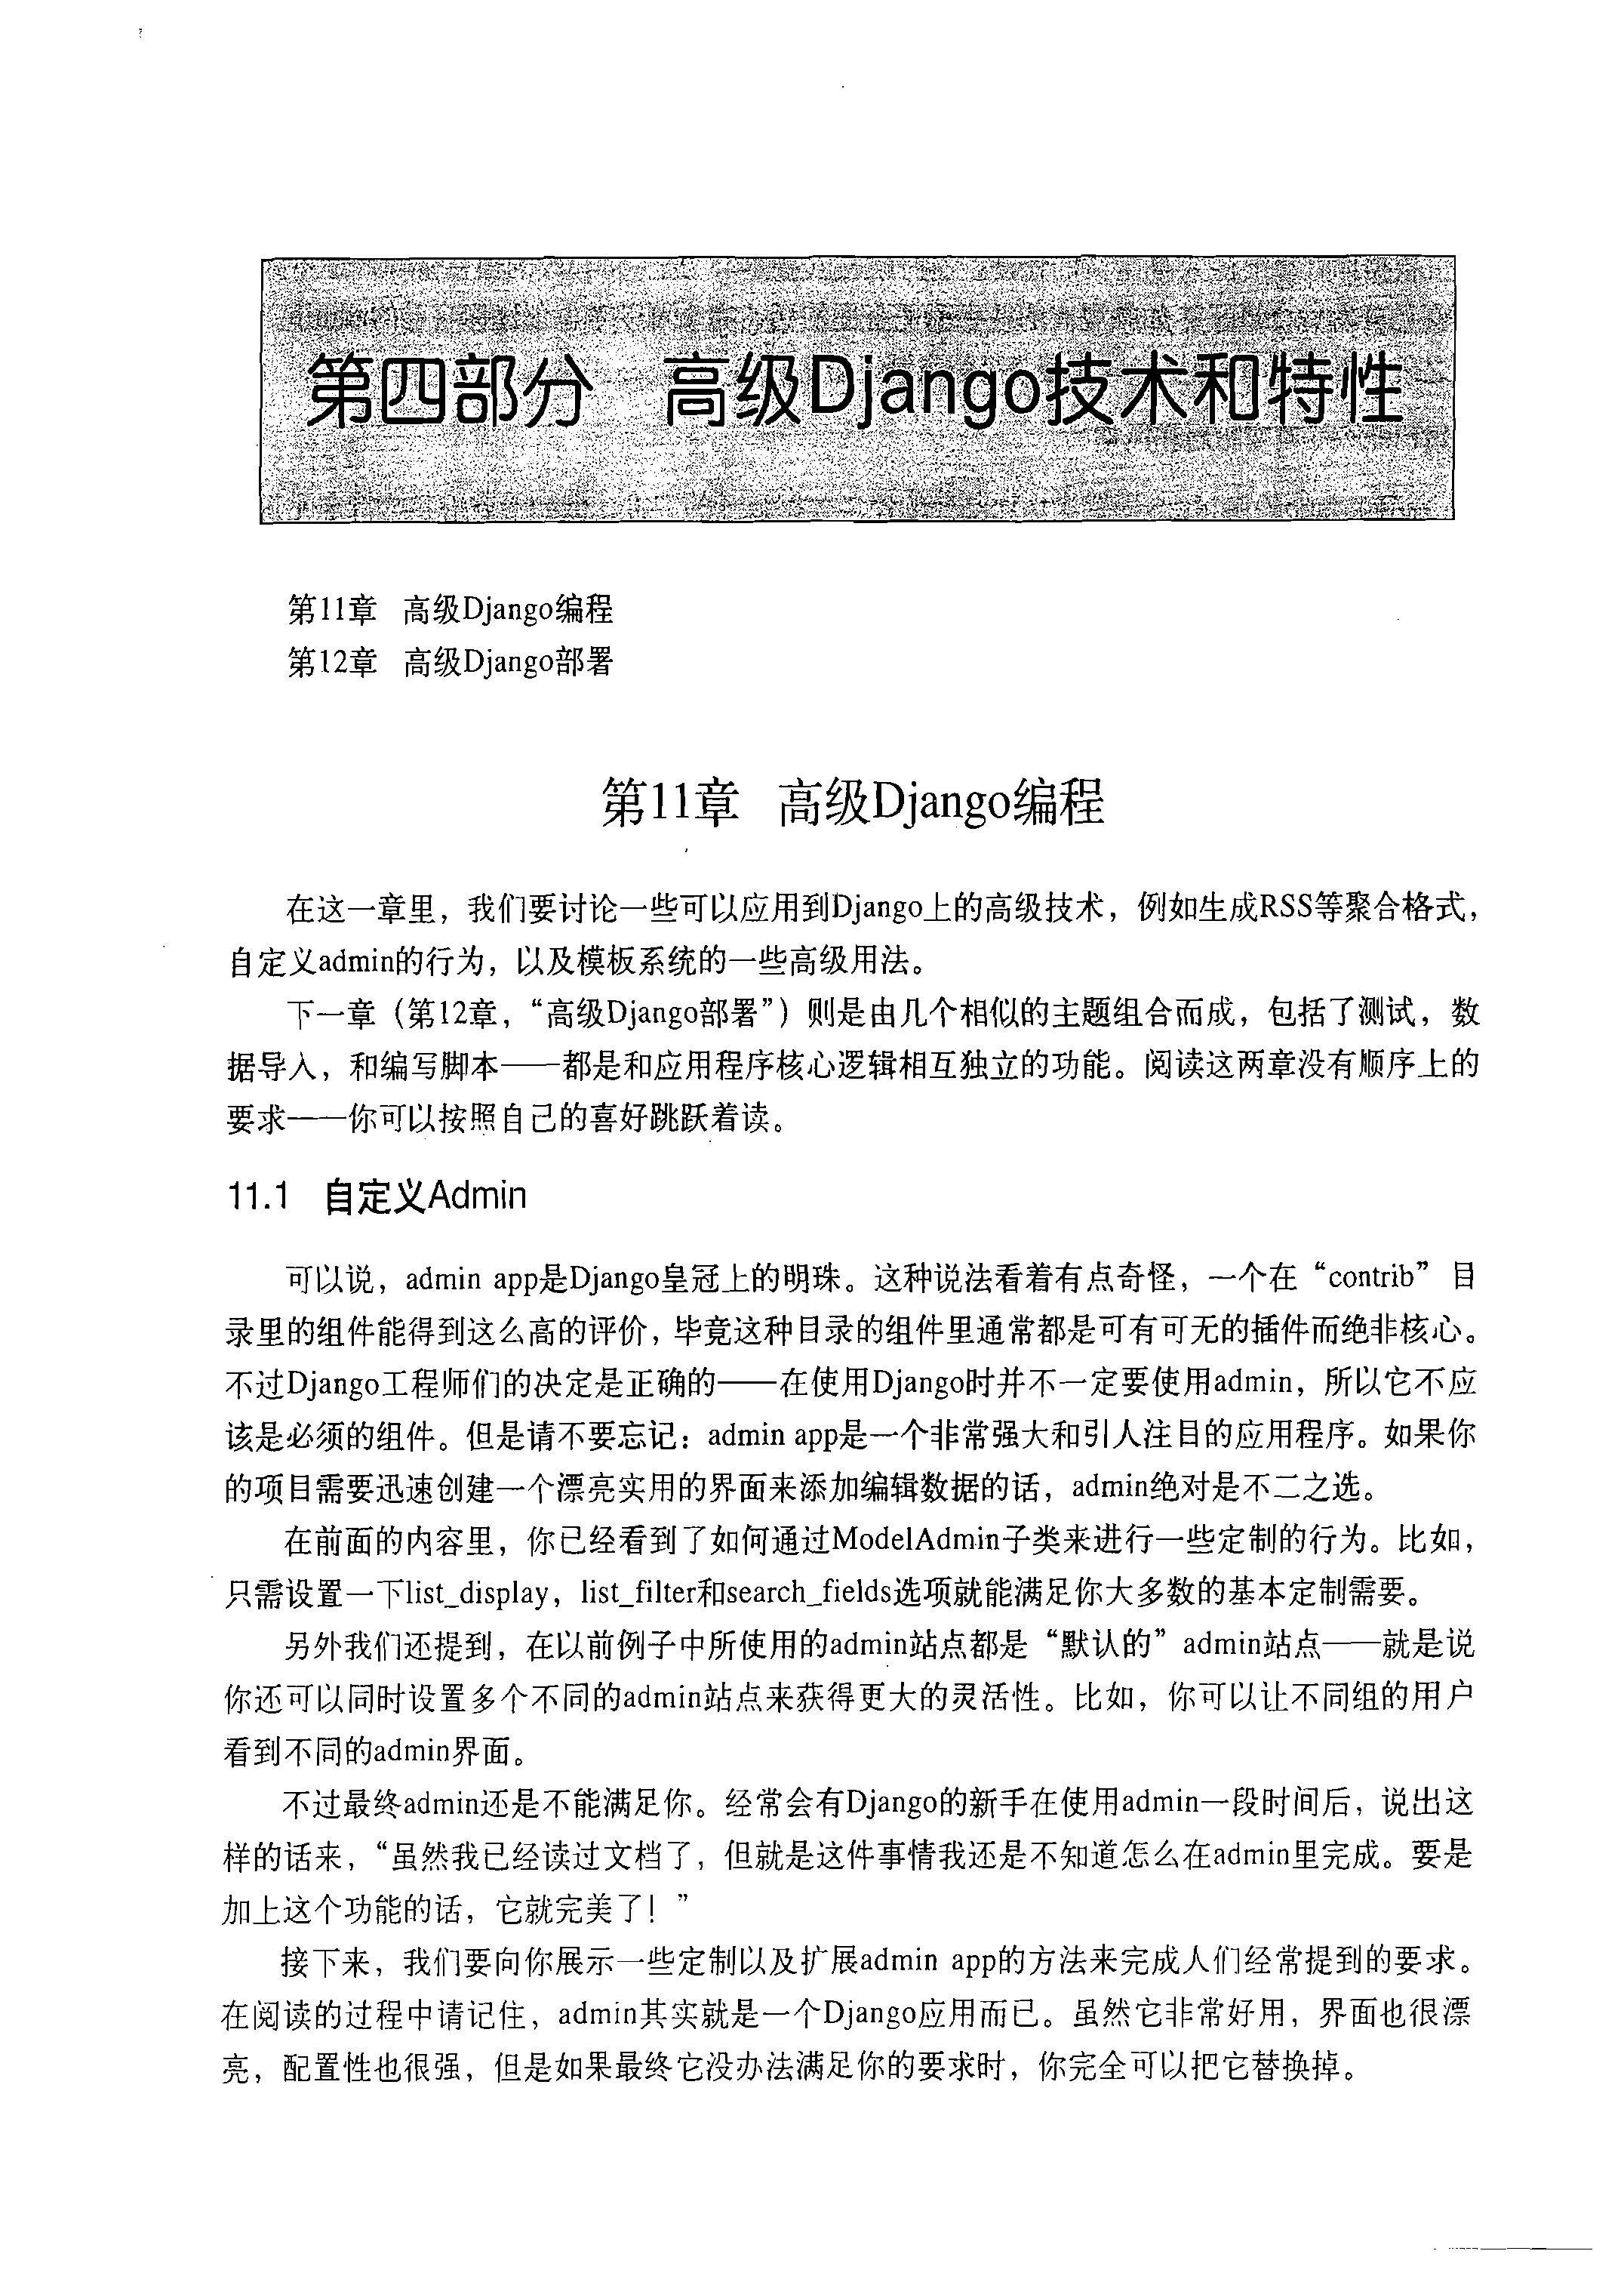 第四部分 高级Django技术和特性
第11章 高级Django编程
第12章 高级Django部署
第11章 高级Django编程
在这一章里，我们要讨论一些可以应用到Django上的高级技术，例如生成RSS等聚合格式，
自定义admin的行为，以及模板系统的一些高级用法。
下一章（第12章，“高级Django部署”）则是由几个相似的主题组合而成，包括了测试，数
据导入，和编写脚本——都是和应用程序核心逻辑相互独立的功能。阅读这两章没有顺序上的
要求——你可以按照自己的喜好跳跃着读。
11.1 自定义Admin
可以说，admin app是Django皇冠上的明珠。这种说法看着有点奇怪，一个在“contrib” 目
录里的组件能得到这么高的评价，毕竟这种目录的组件里通常都是可有可无的插件而绝非核心。
不过Django工程师们的决定是正确的——在使用Django时并不一定要使用admin，所以它不应
该是必须的组件。但是请不要忘记：admin app是一个非常强大和引人注目的应用程序。如果你
的项目需要迅速创建一个漂亮实用的界面来添加编辑数据的话，admin绝对是不二之选。
在前面的内容里，你已经看到了如何通过ModelAdmin子类来进行一些定制的行为。比如，
只需设置一下list_display，list_filter和search_fields选项就能满足你大多数的基本定制需要。
另外我们还提到，在以前例子中所使用的admin站点都是“默认的”admin站点——就是说
你还可以同时设置多个不同的admin站点来获得更大的灵活性。比如，你可以让不同组的用户
看到不同的admin界面。
不过最终admin还是不能满足你。经常会有Django的新手在使用admin一段时间后，说出这
样的话来，“虽然我已经读过文档了，但就是这件事情我还是不知道怎么在admin里完成。要是
加上这个功能的话，它就完美了！”
接下来，我们要向你展示一些定制以及扩展admin app的方法来完成人们经常提到的要求。
在阅读的过程中请记住，admin其实就是一个Django应用而已。虽然它非常好用，界面也很漂
亮，配置性也很强，但是如果最终它没办法满足你的要求时，你完全可以把它替换掉。